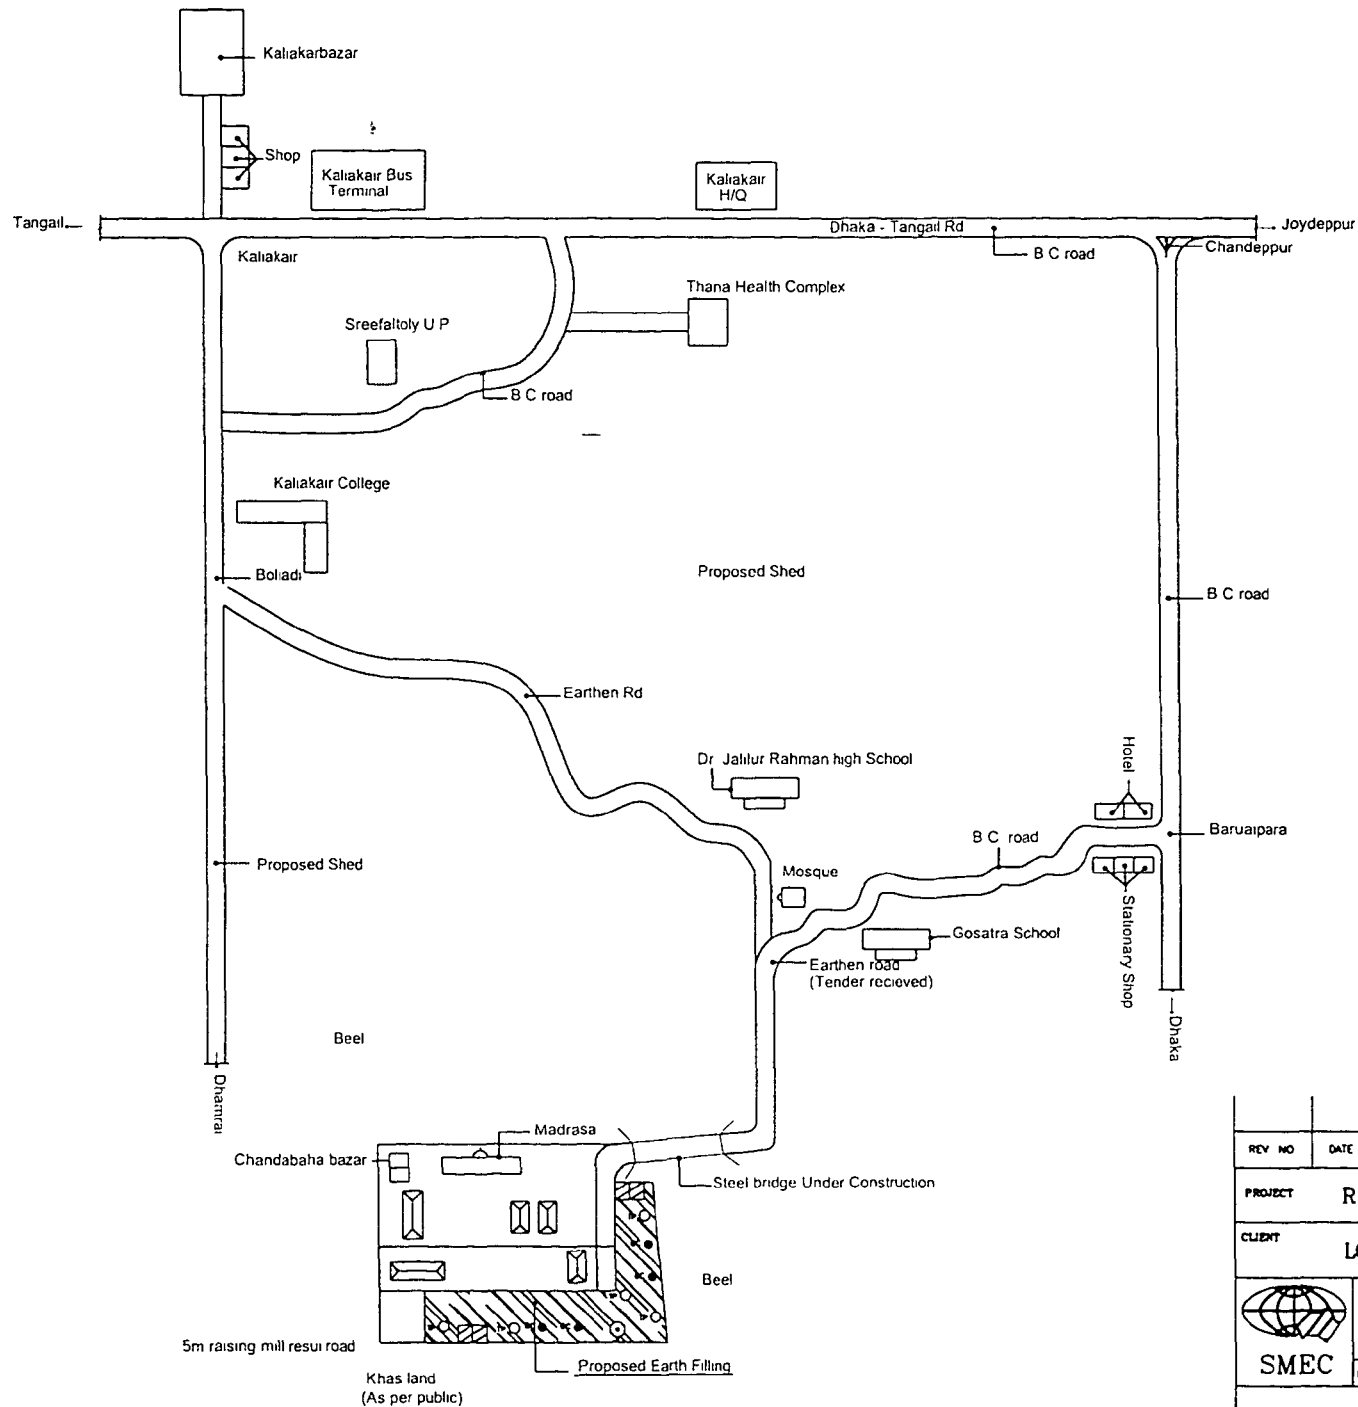 Kaliakarbazar
Shop
Kaliakair Bus
Terminal
Kaliakair
H/Q
Tangail
Dhaka - Tangail Rd
Joydeppur
Kaliakair
B C road
Chandeppur
Thana Health Complex
Sreefaltoly U P
B C road
Kaliakair College
Boliadi
Proposed Shed
B C road
Earthen Rd
Hotel
Dr Jalilur Rahman high School
Baruaipara
B C road
Proposed Shed
Mosque
Stationary Shop
Gosatra School
Earthen road
(Tender recieved)
Dhaka
Beel
Dhamrai
Madrasa
Chandabaha bazar
Steel bridge Under Construction
Beel
5m raising mill resui road
Proposed Earth Filling
Khas land
(As per public)
REV NO DATE
PROJECT R
CLIENT
SMEC